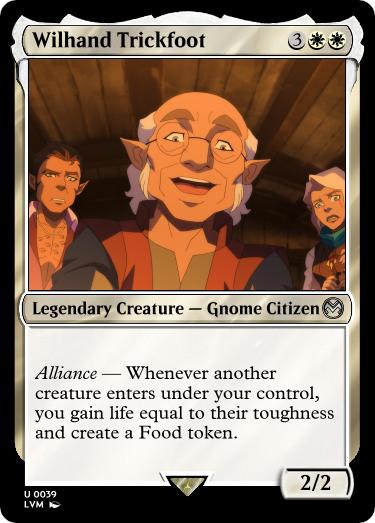 Wilhand Trickfoot 3
Legendary Creature — Gnome Citizen
Alliance — Whenever another
creature enters under your control,
you gain life equal to their toughness
and create a Food token.
2/2
U 0039
LVM